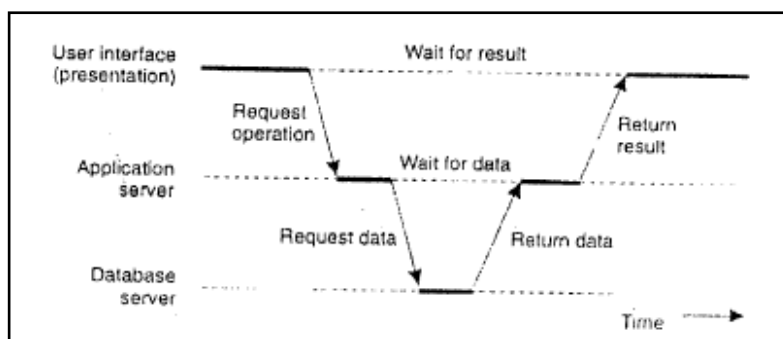 User interface
(presentation)
Wait for result
Request
operation
Return
result
Application
server
Wait for data
Request data
Return data
Database
server
Time